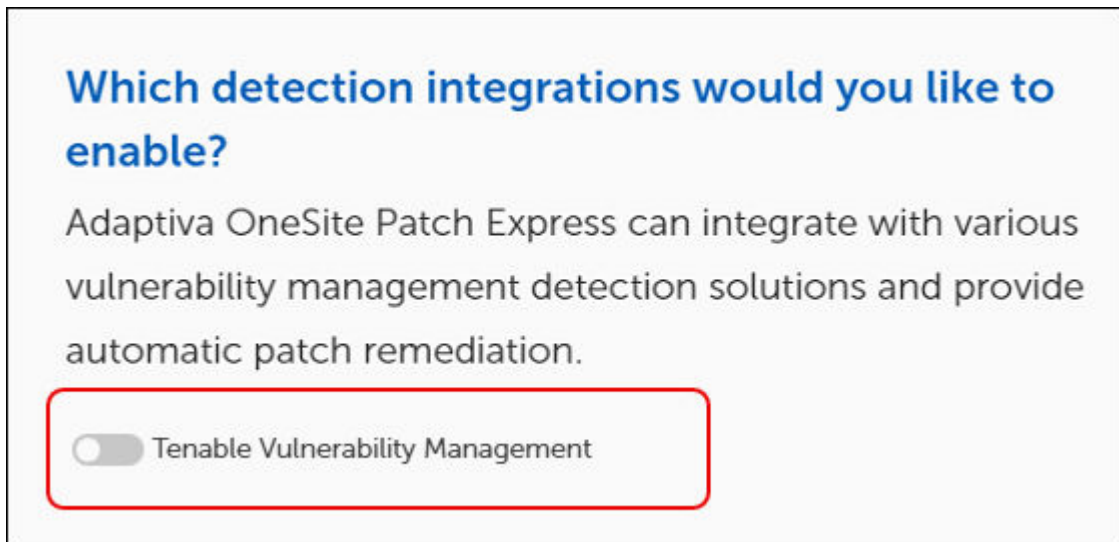 Which detection integrations would you like to
enable?
Adaptiva OneSite Patch Express can integrate with various
vulnerability management detection solutions and provide
automatic patch remediation.
Tenable Vulnerability Management